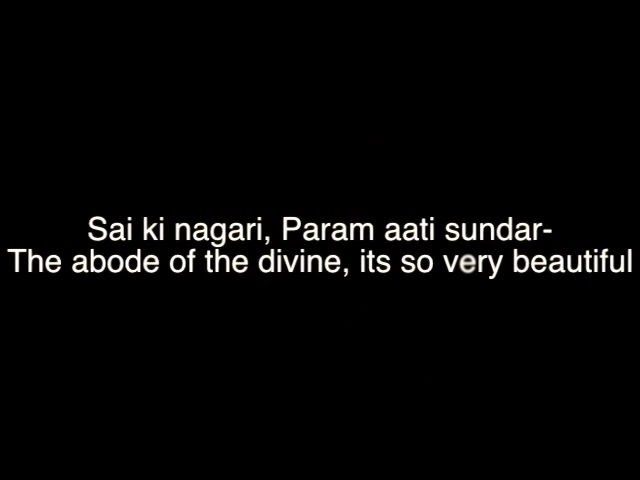 Sai ki nagari, Param aati sundar-
The abode of the divine, its so very beautiful